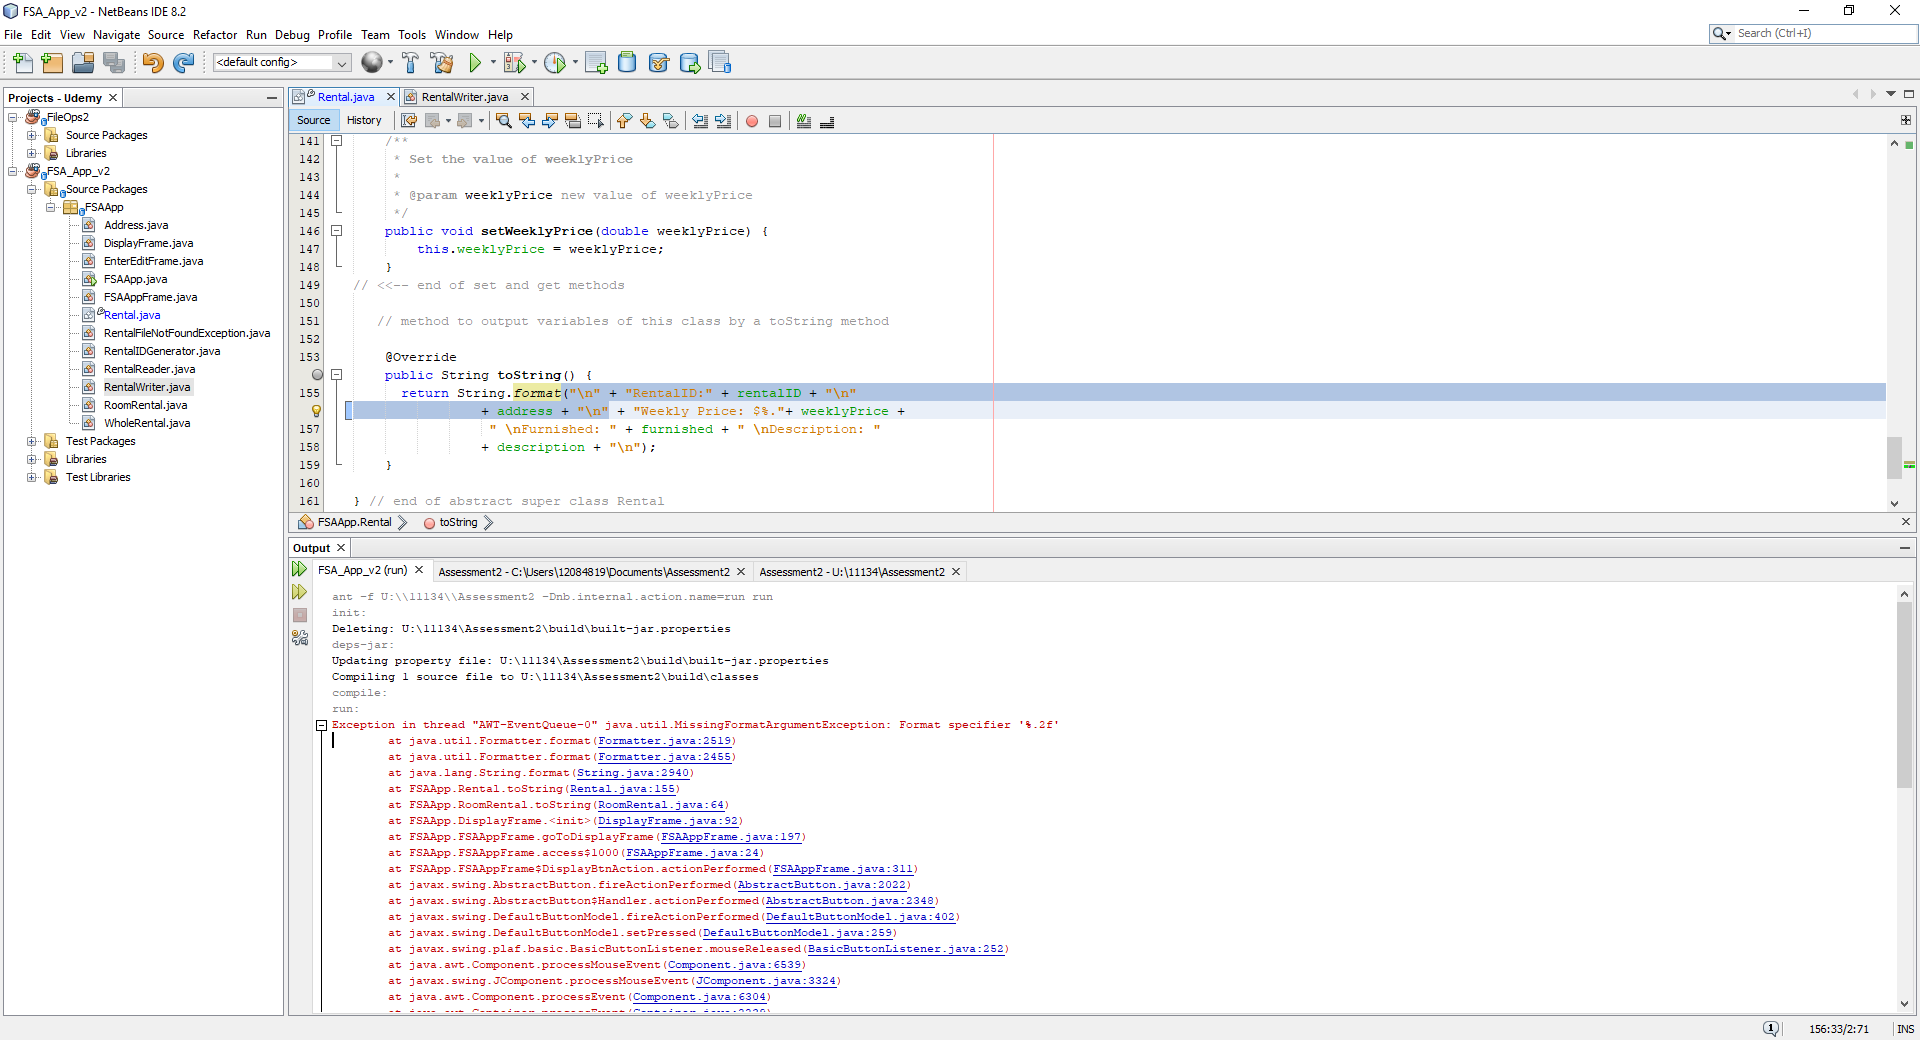 FSA_App_v2 - NetBeans IDE 8.2
File Edit View Navigate Source Refactor Run Debug Profile Team Tools Window Help
Search (Ctrl+I)
<default config>
Projects - Udemy
FileOps2
Source Packages
Libraries
FSA_App_v2
Source Packages
FSAApp
Address.java
DisplayFrame.java
EnterEditFrame.java
FSAApp.java
FSAAppFrame.java
Rental.java
RentalFileNotFoundException.java
RentalIDGenerator.java
RentalReader.java
RentalWriter.java
RoomRental.java
WholeRental.java
Test Packages
Libraries
Test Libraries
Rental.java RentalWriter.java
Source History
141 /**
142 * Set the value of weeklyPrice
143 *
144 * @param weeklyPrice new value of weeklyPrice
145 */
146 public void setWeeklyPrice(double weeklyPrice) {
147 this.weeklyPrice = weeklyPrice;
148 }
149 // <<-- end of set and get methods
150
151 // method to output variables of this class by a toString method
152
153 @Override
public String toString() {
155 return String.format("\n" + "RentalID:" + rentalID + "\n"
+ address + "\n" + "Weekly Price: $%."+ weeklyPrice +
157 " \nFurnished: " + furnished + " \nDescription: "
158 + description + "\n");
159 }
160
161 } // end of abstract super class Rental
FSAApp.Rental toString
Output
FSA_App_v2 (run) Assessment2 - C:\Users\12084819\Documents\Assessment2 Assessment2 - U:\11134\Assessment2
ant -f U:\\11134\\Assessment2 -Dnb.internal.action.name=run run
init:
Deleting: U:\11134\Assessment2\build\built-jar.properties
deps-jar:
Updating property file: U:\11134\Assessment2\build\built-jar.properties
Compiling 1 source file to U:\11134\Assessment2\build\classes
compile:
run:
Exception in thread "AWT-EventQueue-0" java.util.MissingFormatArgumentException: Format specifier '%.2f'
at java.util.Formatter.format(Formatter.java:2519)
at java.util.Formatter.format(Formatter.java:2455)
at java.lang.String.format(String.java:2940)
at FSAApp.Rental.toString(Rental.java:155)
at FSAApp.RoomRental.toString(RoomRental.java:64)
at FSAApp.DisplayFrame.<init>(DisplayFrame.java:92)
at FSAApp.FSAAppFrame.goToDisplayFrame(FSAAppFrame.java:197)
at FSAApp.FSAAppFrame.access$1000(FSAAppFrame.java:24)
at FSAApp.FSAAppFrame$DisplayBtnAction.actionPerformed(FSAAppFrame.java:311)
at javax.swing.AbstractButton.fireActionPerformed(AbstractButton.java:2022)
at javax.swing.AbstractButton$Handler.actionPerformed(AbstractButton.java:2348)
at javax.swing.DefaultButtonModel.fireActionPerformed(DefaultButtonModel.java:402)
at javax.swing.DefaultButtonModel.setPressed(DefaultButtonModel.java:259)
at javax.swing.plaf.basic.BasicButtonListener.mouseReleased(BasicButtonListener.java:252)
at java.awt.Component.processMouseEvent(Component.java:6539)
at javax.swing.JComponent.processMouseEvent(JComponent.java:3324)
at java.awt.Component.processEvent(Component.java:6304)
1 156:33/2:71 INS